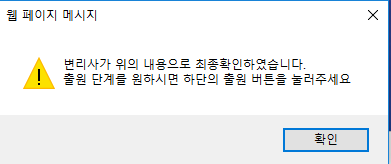 웹 페이지 메시지
변리사가 위의 내용으로 최종확인하였습니다.
출원 단계를 원하시면 하단의 출원 버튼을 눌러주세요
확인